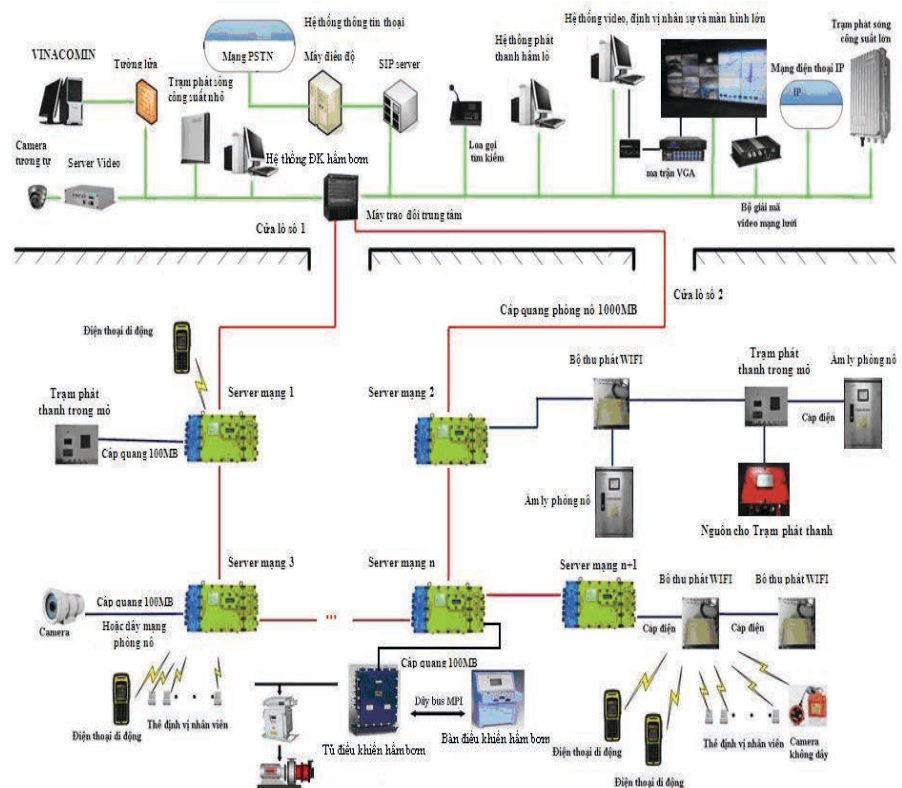 Hệ thống thông tin thoại
Mạng PSTN
VINACOMIN
Tường lửa
Trạm phát sóng
công suất nhỏ
Máy điều độ
SIP server
Hệ thống phát
thanh hầm lò
Hệ thống video, định vị nhân sự và màn hình lớn
Trạm phát sóng
công suất lớn
Mạng điện thoại IP
IP
Camera
tương tự
Server Video
Hệ thống ĐK hầm bơm
Loa gọi
tìm kiếm
ma trận VGA
Bộ giải mã
video mạng lưới
Máy trao đổi trung tâm
Cửa lò số 1
Cửa lò số 2
Cáp quang phòng nổ 1000MB
Điện thoại di động
Server mạng 1
Server mạng 2
Bộ thu phát WIFI
Trạm phát
thanh trong mỏ
Âm ly phòng nổ
Trạm phát
thanh trong mỏ
Cáp quang 100MB
Cáp điện
Âm ly phòng nổ
Nguồn cho Trạm phát thanh
Server mạng 3
Server mạng n
Server mạng n+1
Bộ thu phát WIFI
Bộ thu phát WIFI
Cáp quang 100MB
Hoặc dây mạng
phòng nổ
Camera
...
Cáp điện
Cáp điện
Cáp quang 100MB
Dây bus MPI
Điện thoại di động
Thẻ định vị nhân viên
Tủ điều khiển hầm bơm
Bàn điều khiển hầm bơm
Điện thoại di động
Điện thoại di động
Thẻ định vị nhân viên
Camera
không dây